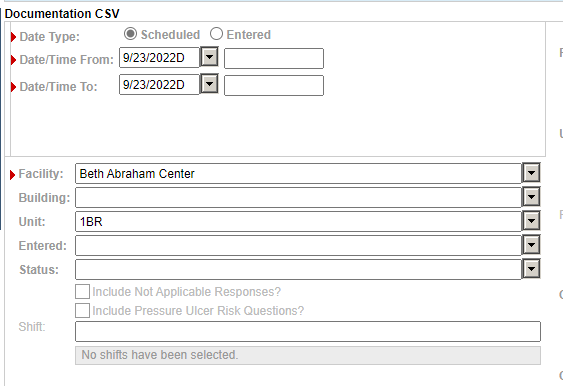 Documentation CSV
Date Type: Scheduled Entered
Date/Time From: 9/23/2022D
Date/Time To: 9/23/2022D
Facility: Beth Abraham Center
Building:
Unit: 1BR
Entered:
Status:
Include Not Applicable Responses?
Include Pressure Ulcer Risk Questions?
Shift:
No shifts have been selected.